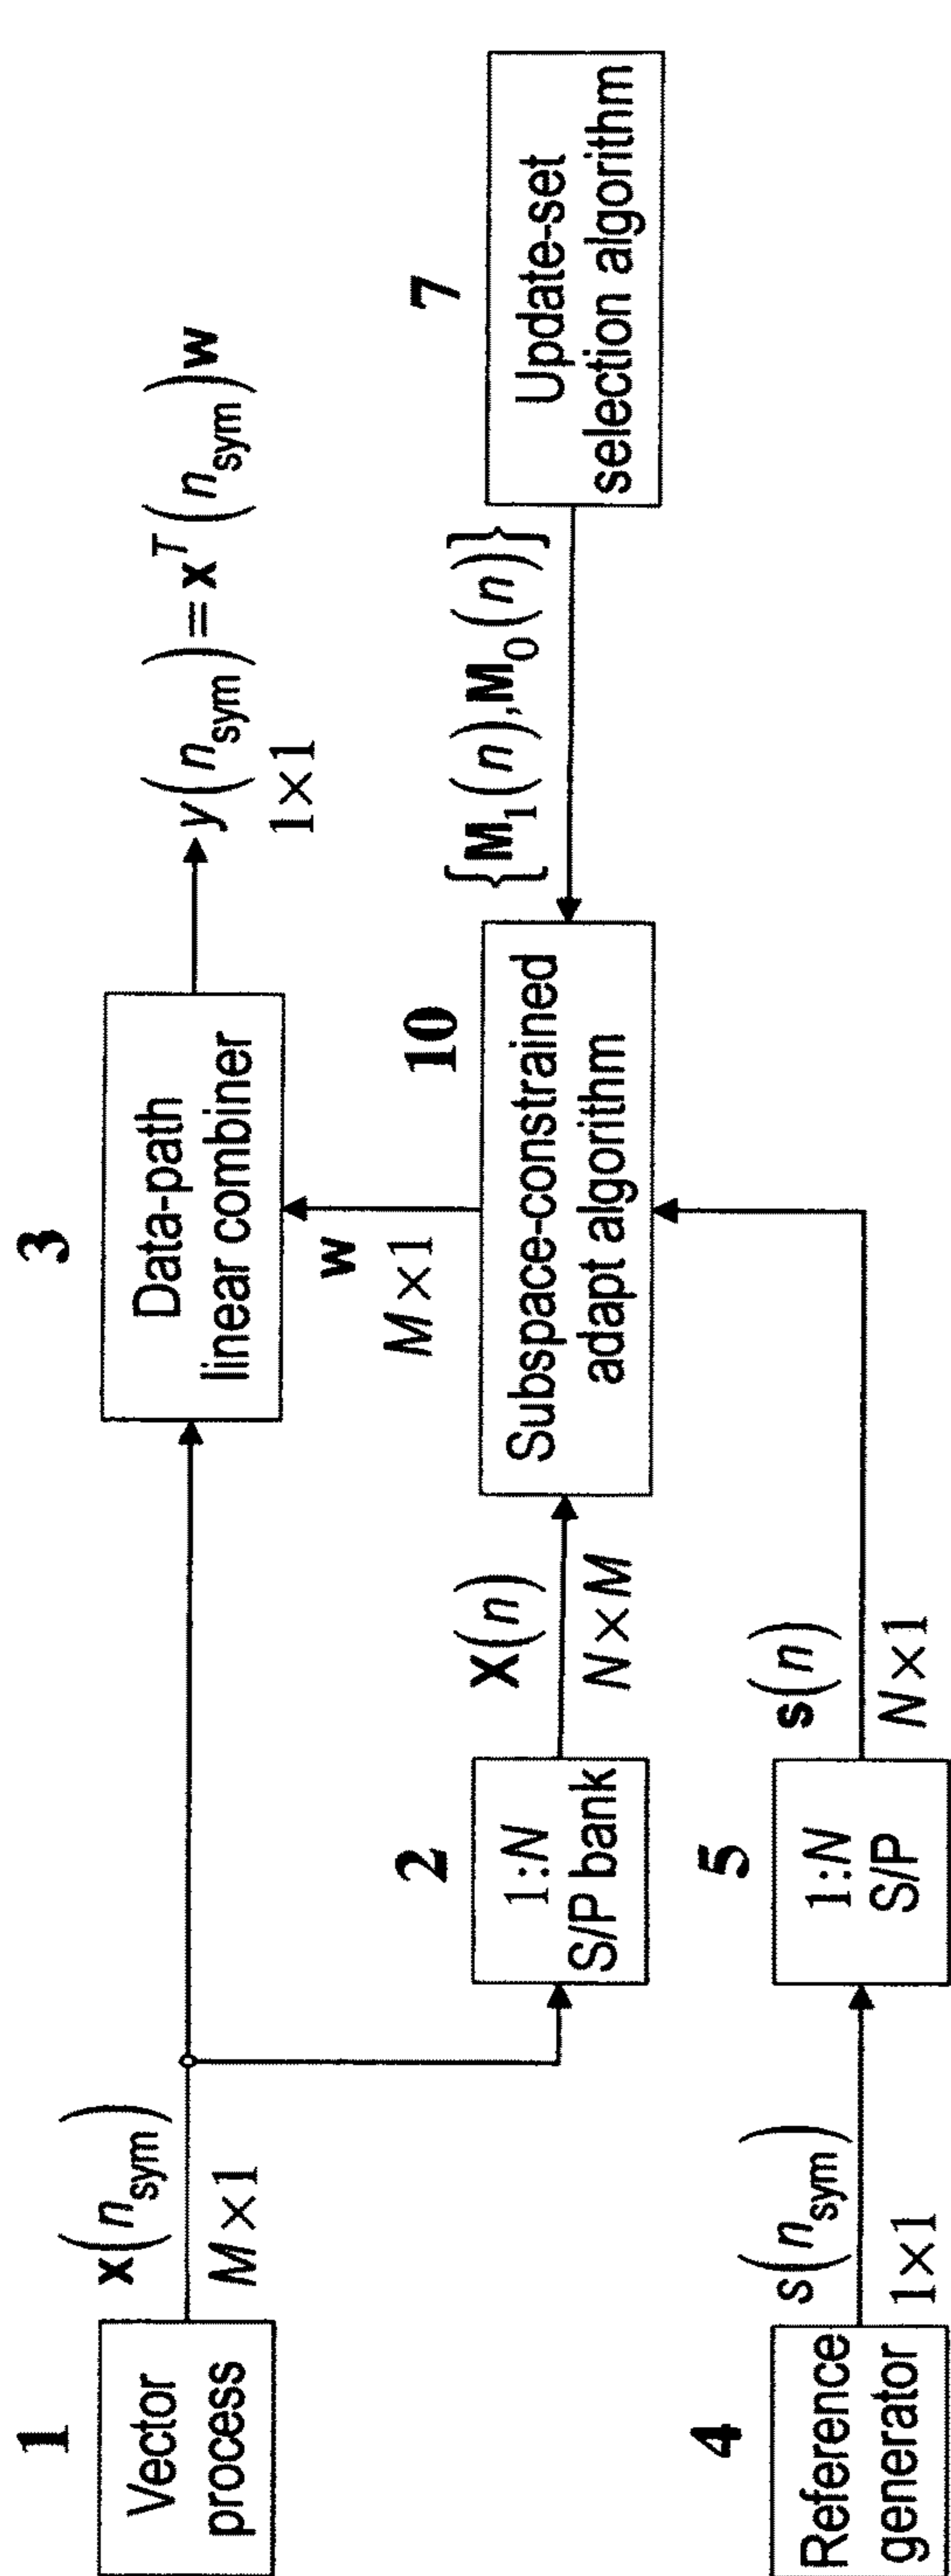 1
Vector
process
x(n_sym)
M×1
3
Data-path
linear combiner
y(n_sym)=x^T(n_sym)w
1×1
w
M×1
2
1:N
S/P bank
X(n)
N×M
10
Subspace-constrained
adapt algorithm
{M_1(n),M_0(n)}
7
Update-set
selection algorithm
4
Reference
generator
s(n_sym)
1×1
5
1:N
S/P
s(n)
N×1